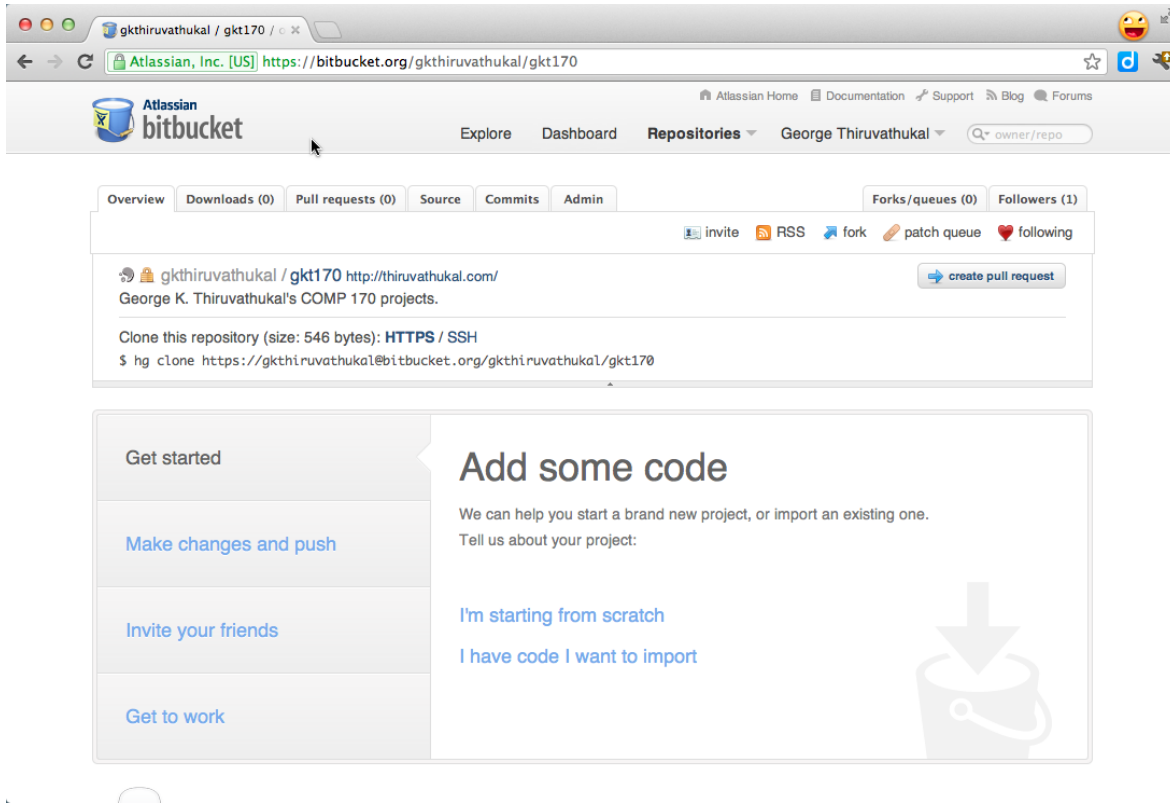 gkthiruvathukal / gkt170 /
Atlassian, Inc. [US] https://bitbucket.org/gkthiruvathukal/gkt170
Atlassian Home Documentation Support Blog Forums
Atlassian
bitbucket
Explore Dashboard Repositories George Thiruvathukal owner/repo
Overview Downloads (0) Pull requests (0) Source Commits Admin Forks/queues (0) Followers (1)
invite RSS fork patch queue following
gkthiruvathukal / gkt170 http://thiruvathukal.com/ create pull request
George K. Thiruvathukal's COMP 170 projects.
Clone this repository (size: 546 bytes): HTTPS / SSH
$ hg clone https://gkthiruvathukal@bitbucket.org/gkthiruvathukal/gkt170
Get started
Make changes and push
Invite your friends
Get to work
Add some code
We can help you start a brand new project, or import an existing one.
Tell us about your project:
I'm starting from scratch
I have code I want to import